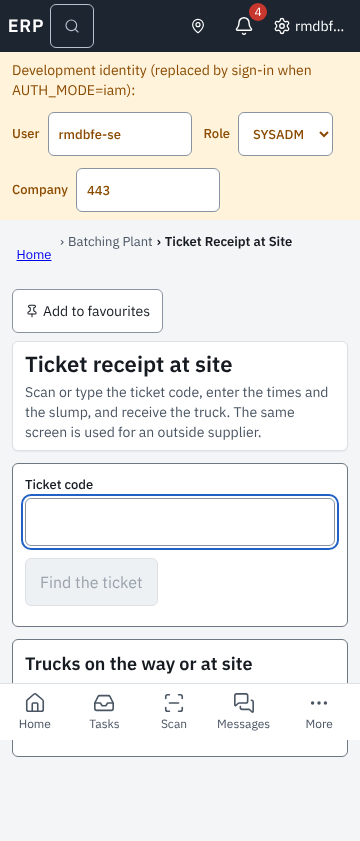 ERP
4
rmdbf...
Development identity (replaced by sign-in when
AUTH_MODE=iam):
User rmdbfe-se Role SYSADM
Company 443
Home › Batching Plant › Ticket Receipt at Site
Add to favourites
Ticket receipt at site
Scan or type the ticket code, enter the times and
the slump, and receive the truck. The same
screen is used for an outside supplier.
Ticket code
Find the ticket
Trucks on the way or at site
Home Tasks Scan Messages More